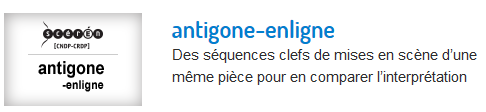 scérén
[CNDP-CRDP]
antigone
-enligne
antigone-enligne
Des séquences clefs de mises en scène d'une
même pièce pour en comparer l'interprétation